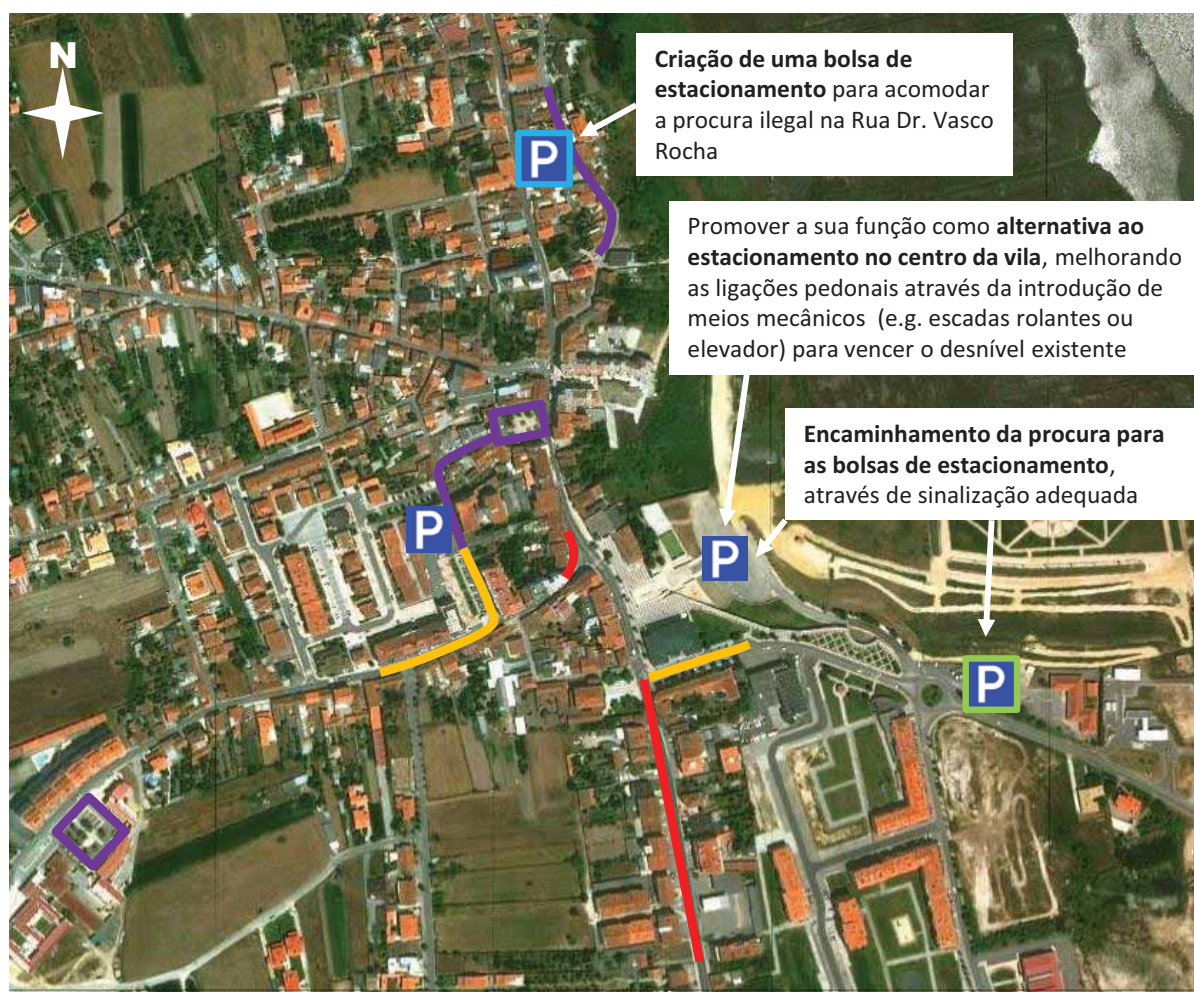 N
Criação de uma bolsa de
estacionamento para acomodar
a procura ilegal na Rua Dr. Vasco
Rocha
P
Promover a sua função como alternativa ao
estacionamento no centro da vila, melhorando
as ligações pedonais através da introdução de
meios mecânicos (e.g. escadas rolantes ou
elevador) para vencer o desnível existente
Encaminhamento da procura para
as bolsas de estacionamento,
através de sinalização adequada
P
P
P